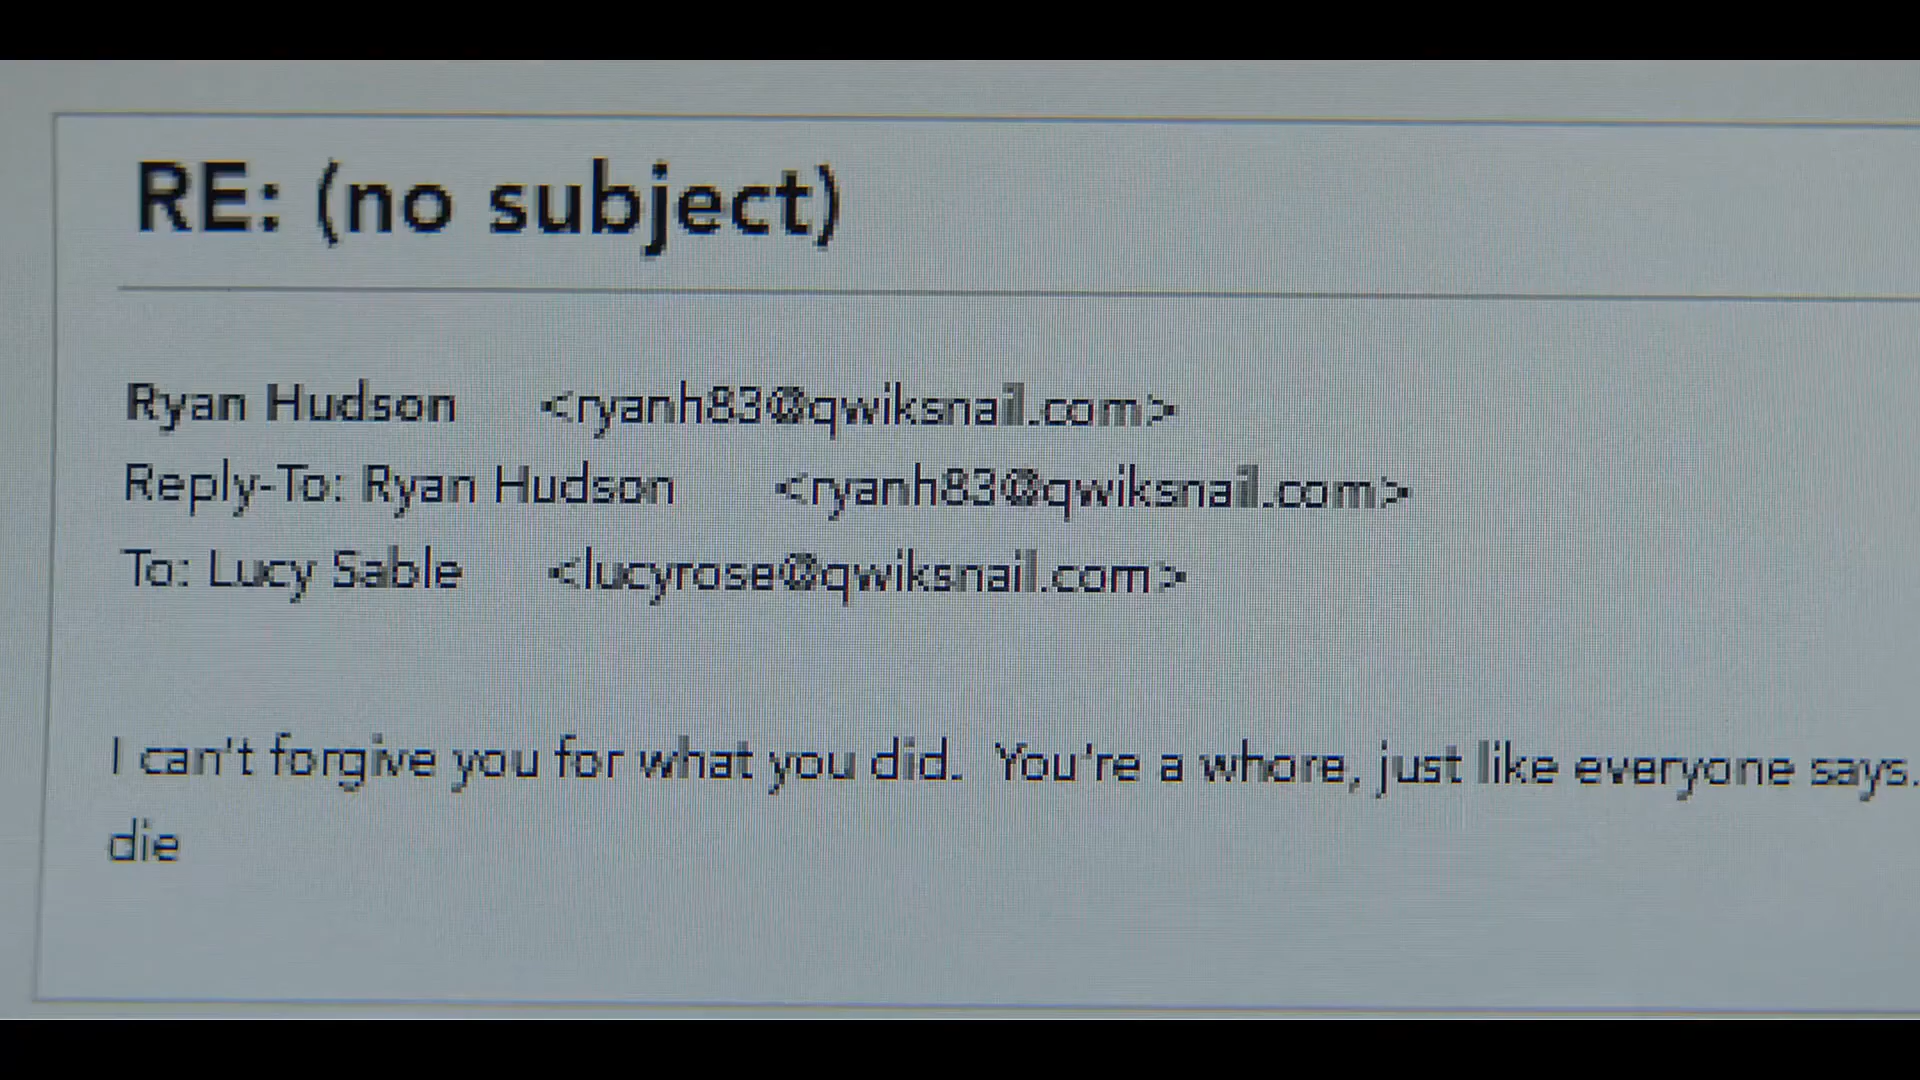 RE: (no subject)
Ryan Hudson <ryanh83@qwiksnail.com>
Reply-To: Ryan Hudson <ryanh83@qwiksnail.com>
To: Lucy Sable <lucyrose@qwiksnail.com>
I can't forgive you for what you did. You're a whore, just like everyone says.
die